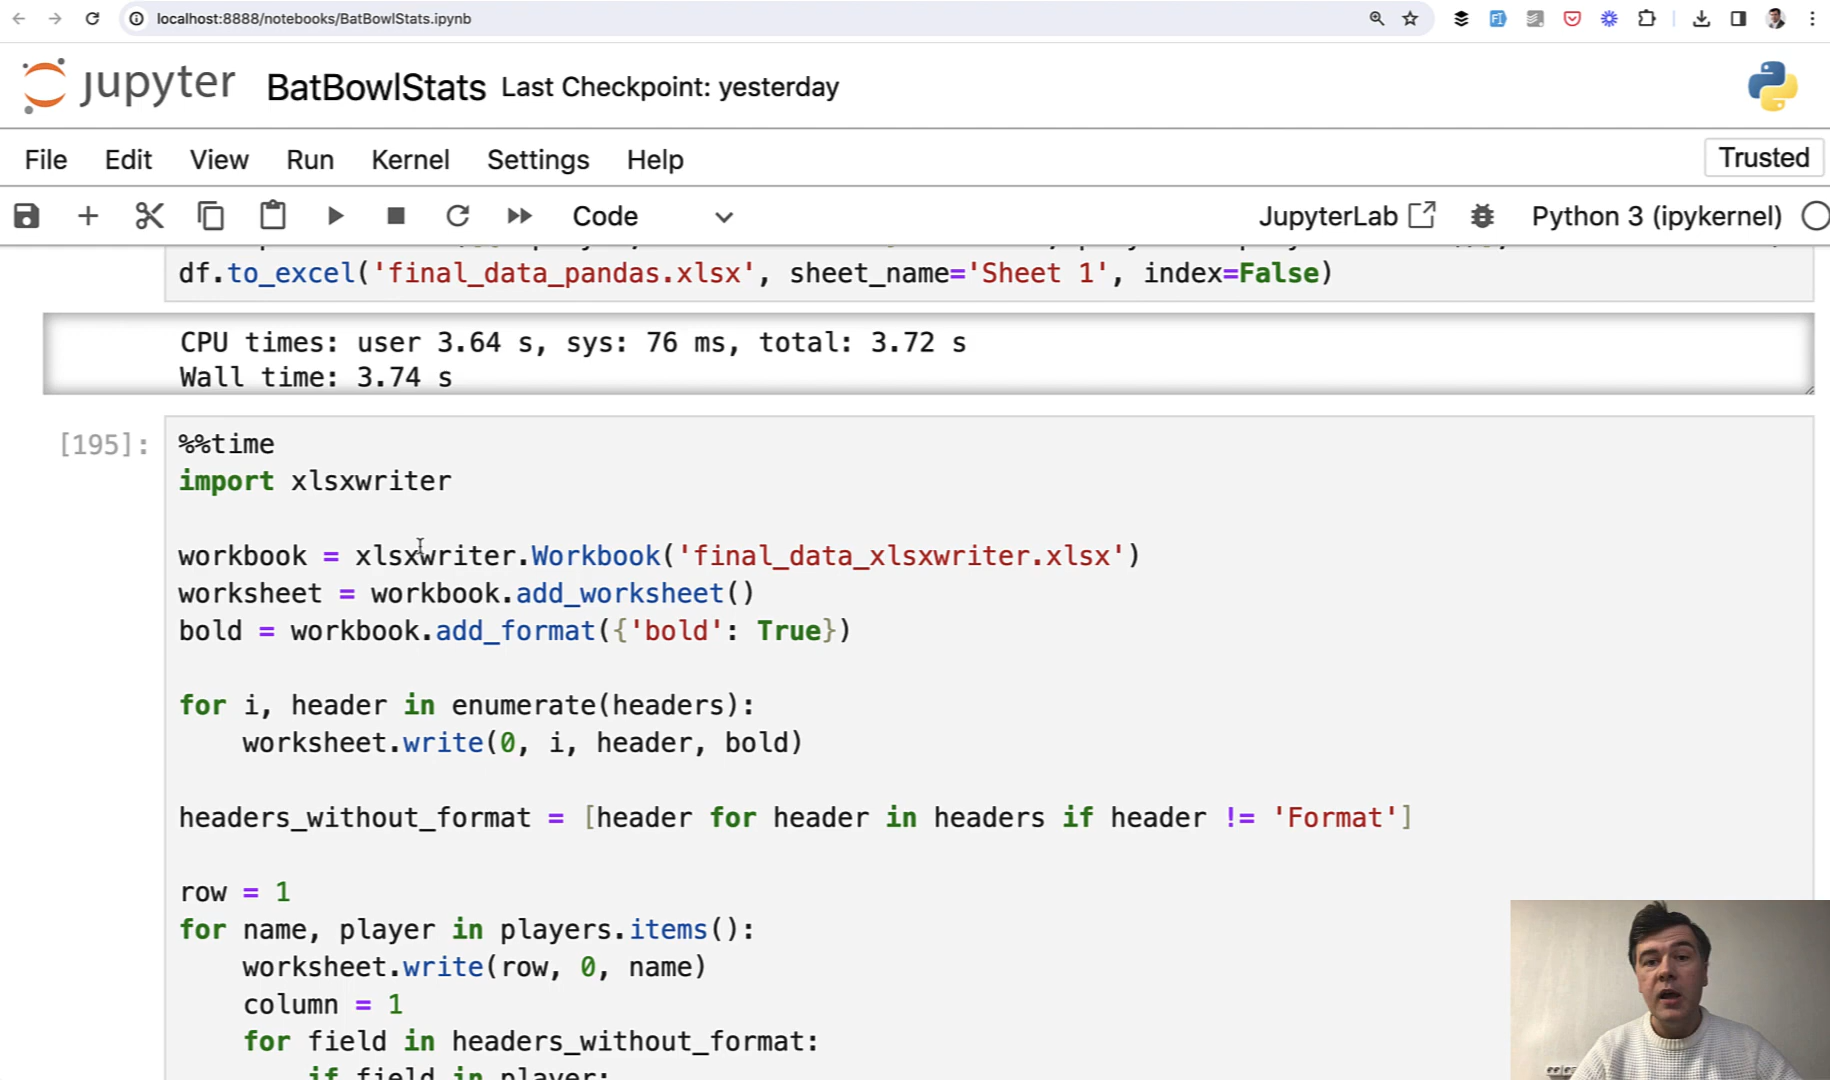 localhost:8888/notebooks/BatBowlStats.ipynb
jupyter BatBowlStats Last Checkpoint: yesterday
File Edit View Run Kernel Settings Help Trusted
Code JupyterLab Python 3 (ipykernel)
df.to_excel('final_data_pandas.xlsx', sheet_name='Sheet 1', index=False)
CPU times: user 3.64 s, sys: 76 ms, total: 3.72 s
Wall time: 3.74 s
[195]: %%time
import xlsxwriter
workbook = xlsxwriter.Workbook('final_data_xlsxwriter.xlsx')
worksheet = workbook.add_worksheet()
bold = workbook.add_format({'bold': True})
for i, header in enumerate(headers):
    worksheet.write(0, i, header, bold)
headers_without_format = [header for header in headers if header != 'Format']
row = 1
for name, player in players.items():
    worksheet.write(row, 0, name)
    column = 1
    for field in headers_without_format:
        if field in player: